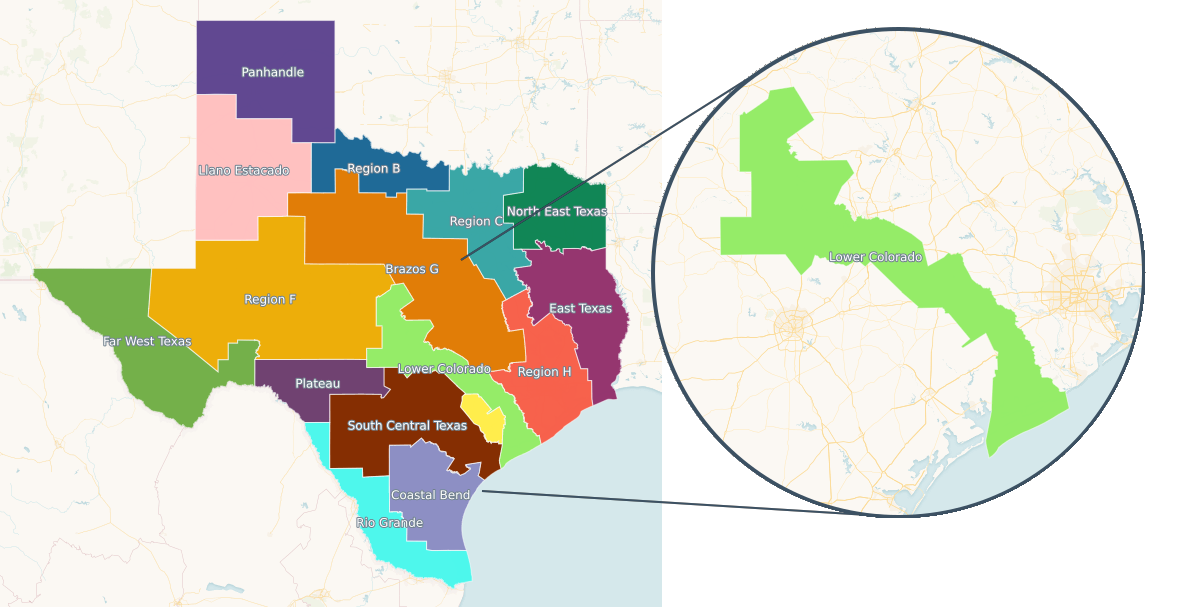 Panhandle
Llano Estacado
Region B
Region C
North East Texas
Brazos G
Region F
East Texas
Far West Texas
Lower Colorado
Region H
Plateau
South Central Texas
Coastal Bend
Rio Grande
Lower Colorado